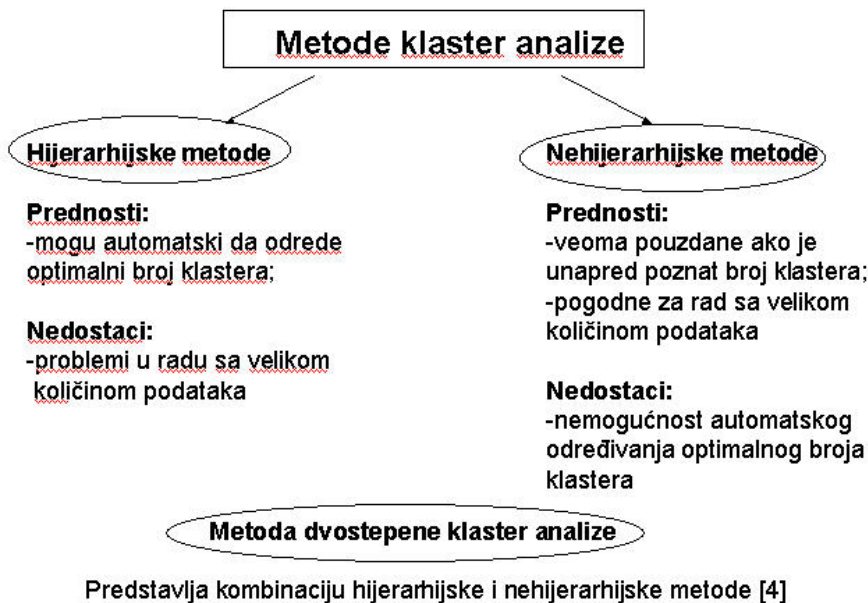 Metode klaster analize
Hijerarhijske metode
Prednosti:
-mogu automatski da odrede
optimalni broj klastera;
Nedostaci:
-problemi u radu sa velikom
količinom podataka
Nehijerarhijske metode
Prednosti:
-veoma pouzdane ako je
unapred poznat broj klastera;
-pogodne za rad sa velikom
količinom podataka
Nedostaci:
-nemogućnost automatskog
određivanja optimalnog broja
klastera
Metoda dvostepene klaster analize
Predstavlja kombinaciju hijerarhijske i nehijerarhijske metode [4]